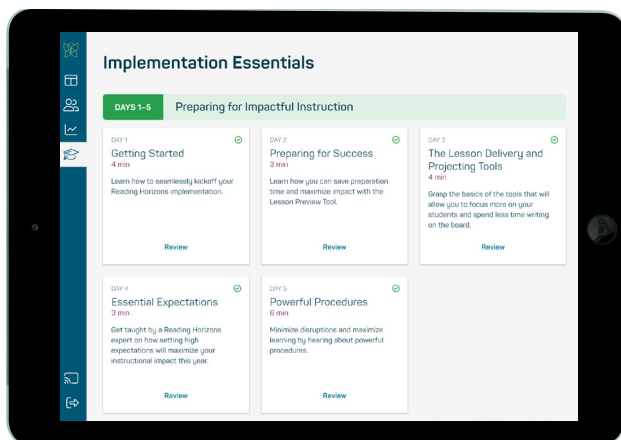 Implementation Essentials
DAYS 1–5
Preparing for Impactful Instruction
DAY 1
Getting Started
4 min
Learn how to seamlessly kickoff your
Reading Horizons implementation.
Review
DAY 2
Preparing for Success
3 min
Learn how you can save preparation
time and maximize impact with the
Lesson Preview Tool.
Review
DAY 3
The Lesson Delivery and
Projecting Tools
4 min
Grasp the basics of the tools that will
allow you to focus more on your
students and spend less time writing
on the board.
Review
DAY 4
Essential Expectations
3 min
Get taught by a Reading Horizons
expert on how setting high
expectations will maximize your
instructional impact this year.
Review
DAY 5
Powerful Procedures
6 min
Minimize disruptions and maximize
learning by hearing about powerful
procedures.
Review